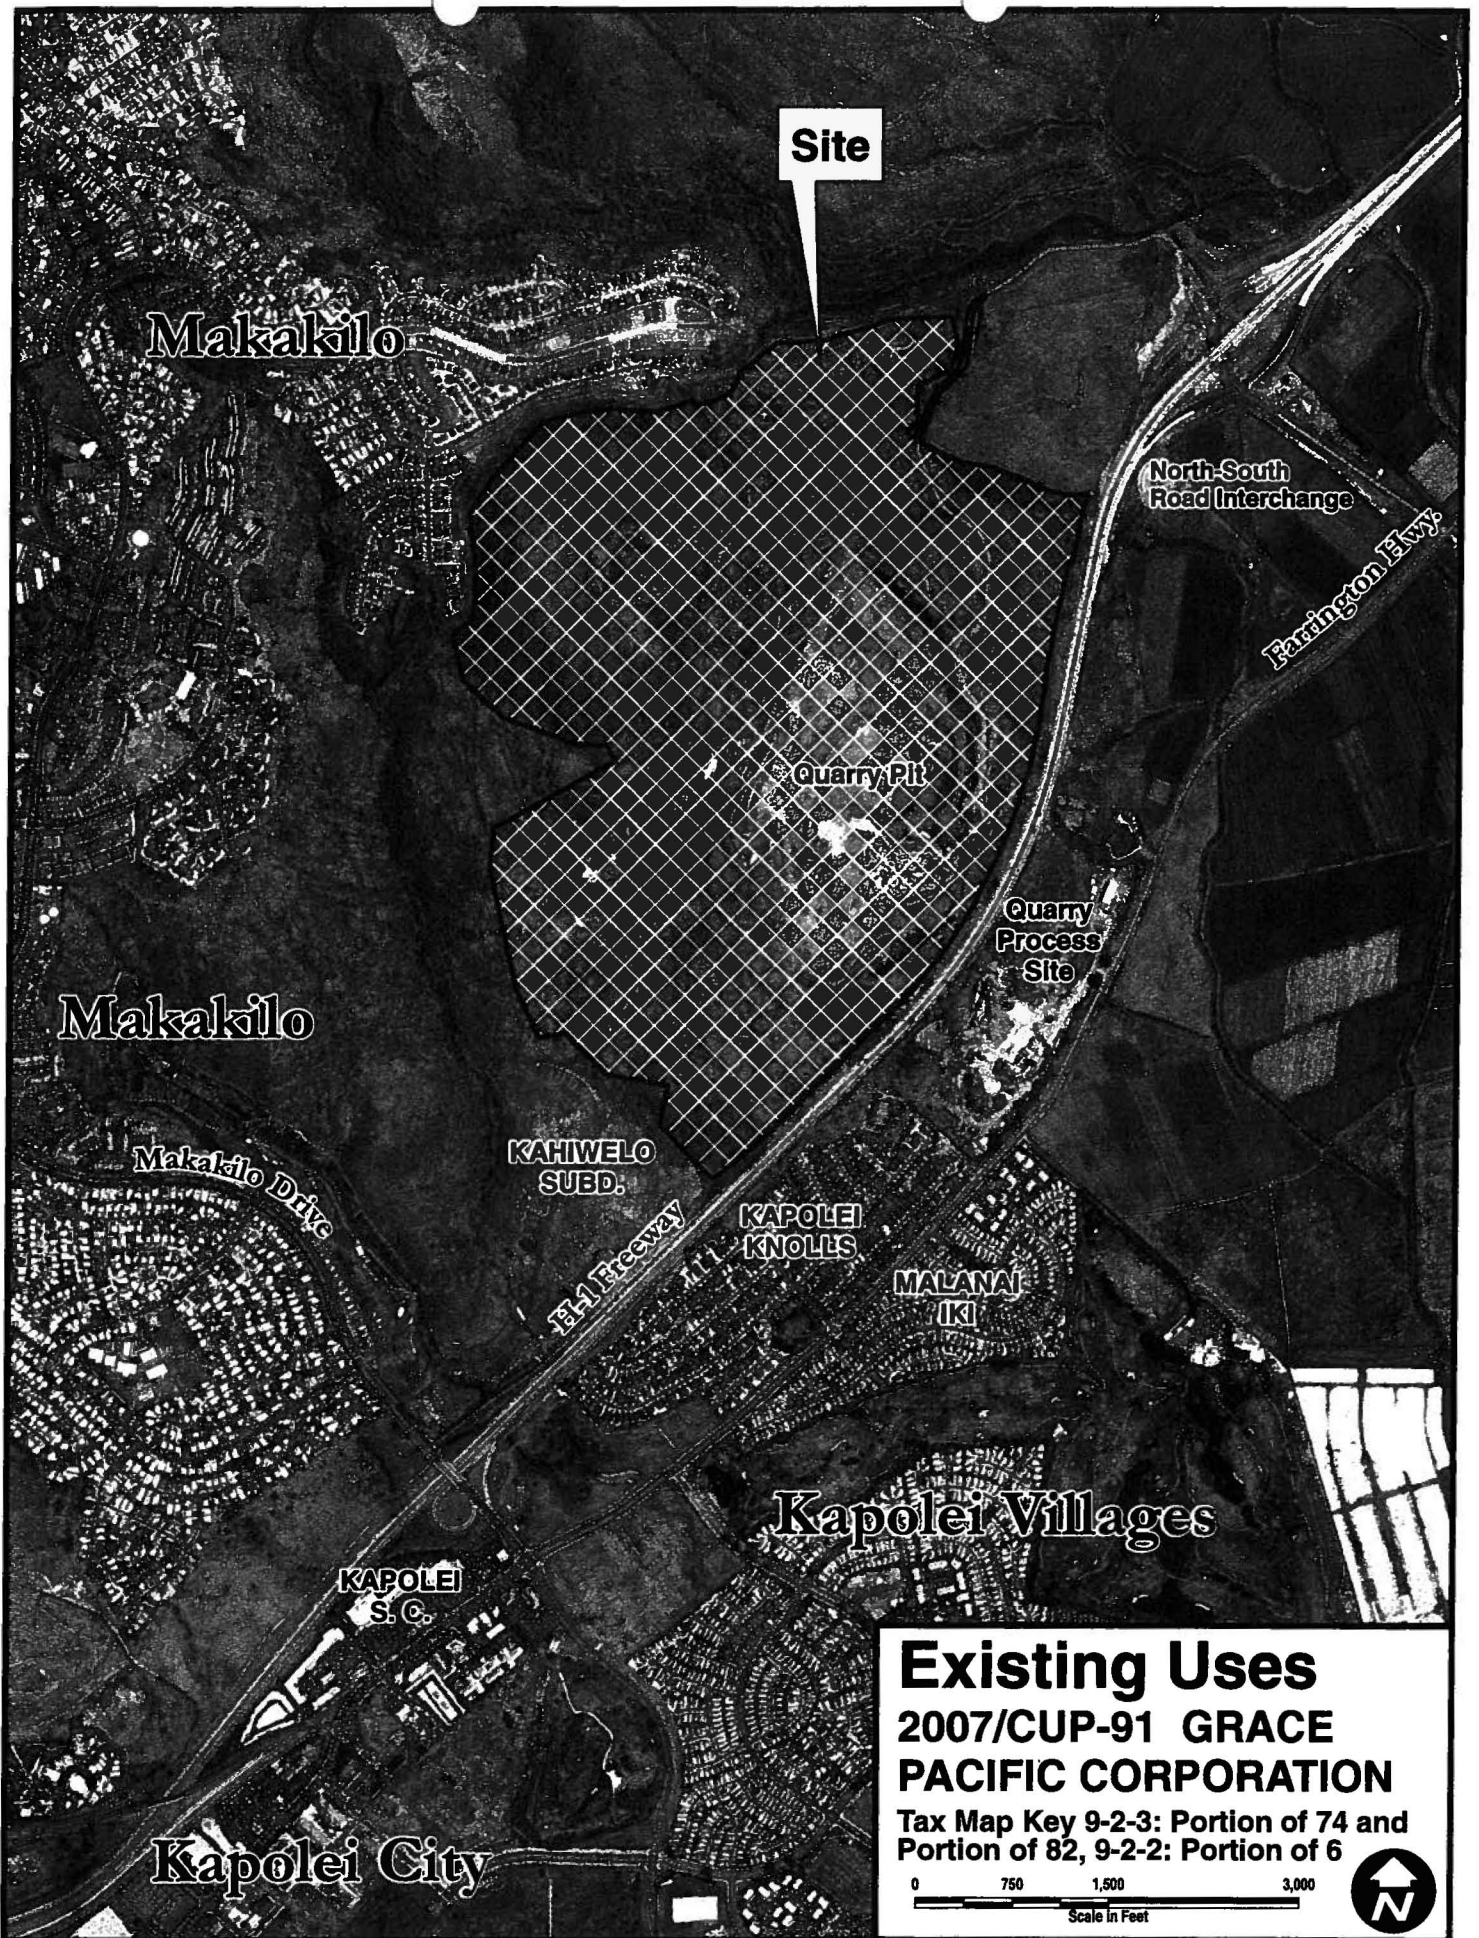 Site
Makakilo
North-South
Road Interchange
Farrington Hwy.
Quarry Pit
Quarry
Process
Site
Makakilo
Makakilo Drive
KAHIWELO
SUBD.
H-1 Freeway
KAPOLEI
KNOLLS
MALANAI
IKI
Kapolei Villages
KAPOLEI
S. C.
Kapolei City
Existing Uses
2007/CUP-91 GRACE
PACIFIC CORPORATION
Tax Map Key 9-2-3: Portion of 74 and
Portion of 82, 9-2-2: Portion of 6
0 750 1,500 3,000
Scale in Feet
N